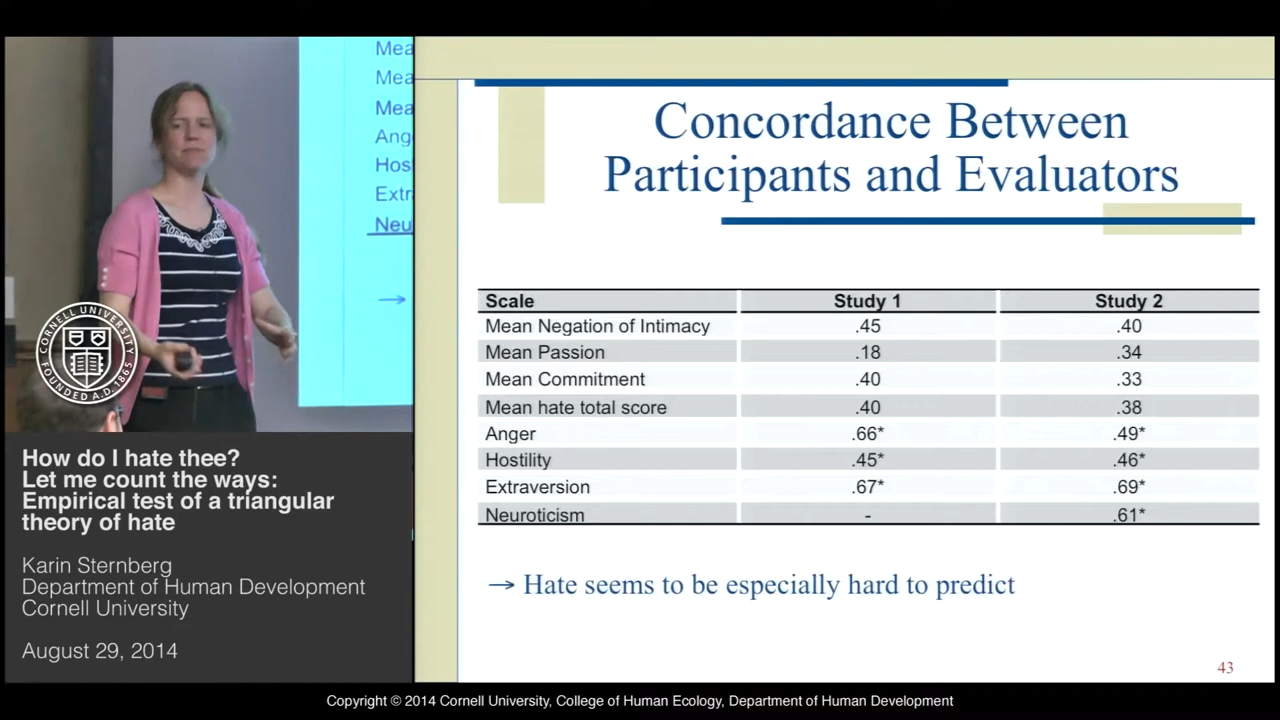 Mea
Mea
Mea
Ang
Hos
Extr
Neu
→
CORNELL UNIVERSITY
FOUNDED A.D. 1865
How do I hate thee?
Let me count the ways:
Empirical test of a triangular
theory of hate
Karin Sternberg
Department of Human Development
Cornell University
August 29, 2014
Concordance Between
Participants and Evaluators
Scale Study 1 Study 2
Mean Negation of Intimacy .45 .40
Mean Passion .18 .34
Mean Commitment .40 .33
Mean hate total score .40 .38
Anger .66* .49*
Hostility .45* .46*
Extraversion .67* .69*
Neuroticism - .61*
→ Hate seems to be especially hard to predict
43
Copyright © 2014 Cornell University, College of Human Ecology, Department of Human Development